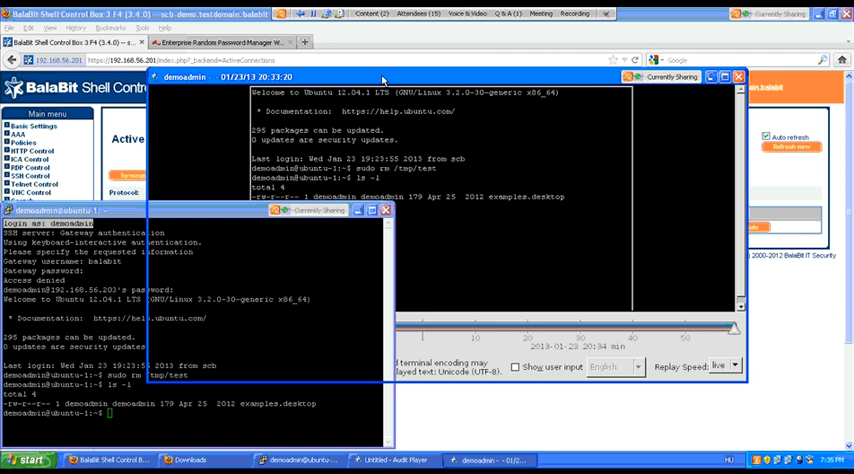 BalaBit Shell Control Box 3 F4 (3.4.0) -- scb-demo.testdemain.balabit
Content (2) Attendees (15) Voice & Video Q & A (1) Meeting Recording
Currently Sharing
File Edit View History Bookmarks Tools Help
BalaBit Shell Control Box 3 F4 (3.4.0) -- s...
Enterprise Random Password Manager W...
192.168.56.201
https://192.168.56.201/index.php?_backend=ActiveConnections
Google
BalaBit Shell
Main menu
Basic Settings
AAA
Policies
HTTP Control
ICA Control
RDP Control
SSH Control
Telnet Control
VNC Control
Active
Protocol:
Auto refresh
Refresh now
2000-2012 BalaBit IT Security
demoadmin - - 01/23/13 20:33:20
Currently Sharing
Welcome to Ubuntu 12.04.1 LTS (GNU/Linux 3.2.0-30-generic x86_64)
* Documentation: https://help.ubuntu.com/
295 packages can be updated.
0 updates are security updates.
Last login: Wed Jan 23 19:23:55 2013 from scb
demoadmin@ubuntu-1:~$ sudo rm /tmp/test
demoadmin@ubuntu-1:~$ ls -l
total 4
-rw-r--r-- 1 demoadmin demoadmin 179 Apr 25 2012 examples.desktop
10 20 30 40 50
2013-01-23 20:34 min
d terminal encoding may
layed text: Unicode (UTF-8).
Show user input
English
Replay Speed: live
demoadmin@ubuntu-1: ~
Currently Sharing
login as: demoadmin
SSH server: Gateway authentication
Using keyboard-interactive authentication.
Please specify the requested information
Gateway username: balabit
Gateway password:
Access denied
demoadmin@192.168.56.203's password:
Welcome to Ubuntu 12.04.1 LTS (GNU/Linux 3.2.0-30-generic x86_64)
* Documentation: https://help.ubuntu.com/
295 packages can be updated.
0 updates are security updates.
Last login: Wed Jan 23 19:23:55 2013 from scb
demoadmin@ubuntu-1:~$ sudo rm /tmp/test
demoadmin@ubuntu-1:~$ ls -l
total 4
-rw-r--r-- 1 demoadmin demoadmin 179 Apr 25 2012 examples.desktop
demoadmin@ubuntu-1:~$
start
BalaBit Shell Control B...
Downloads
demoadmin@ubuntu-...
Untitled - Audit Player
demoadmin - - 01/2...
HU
7:35 PM